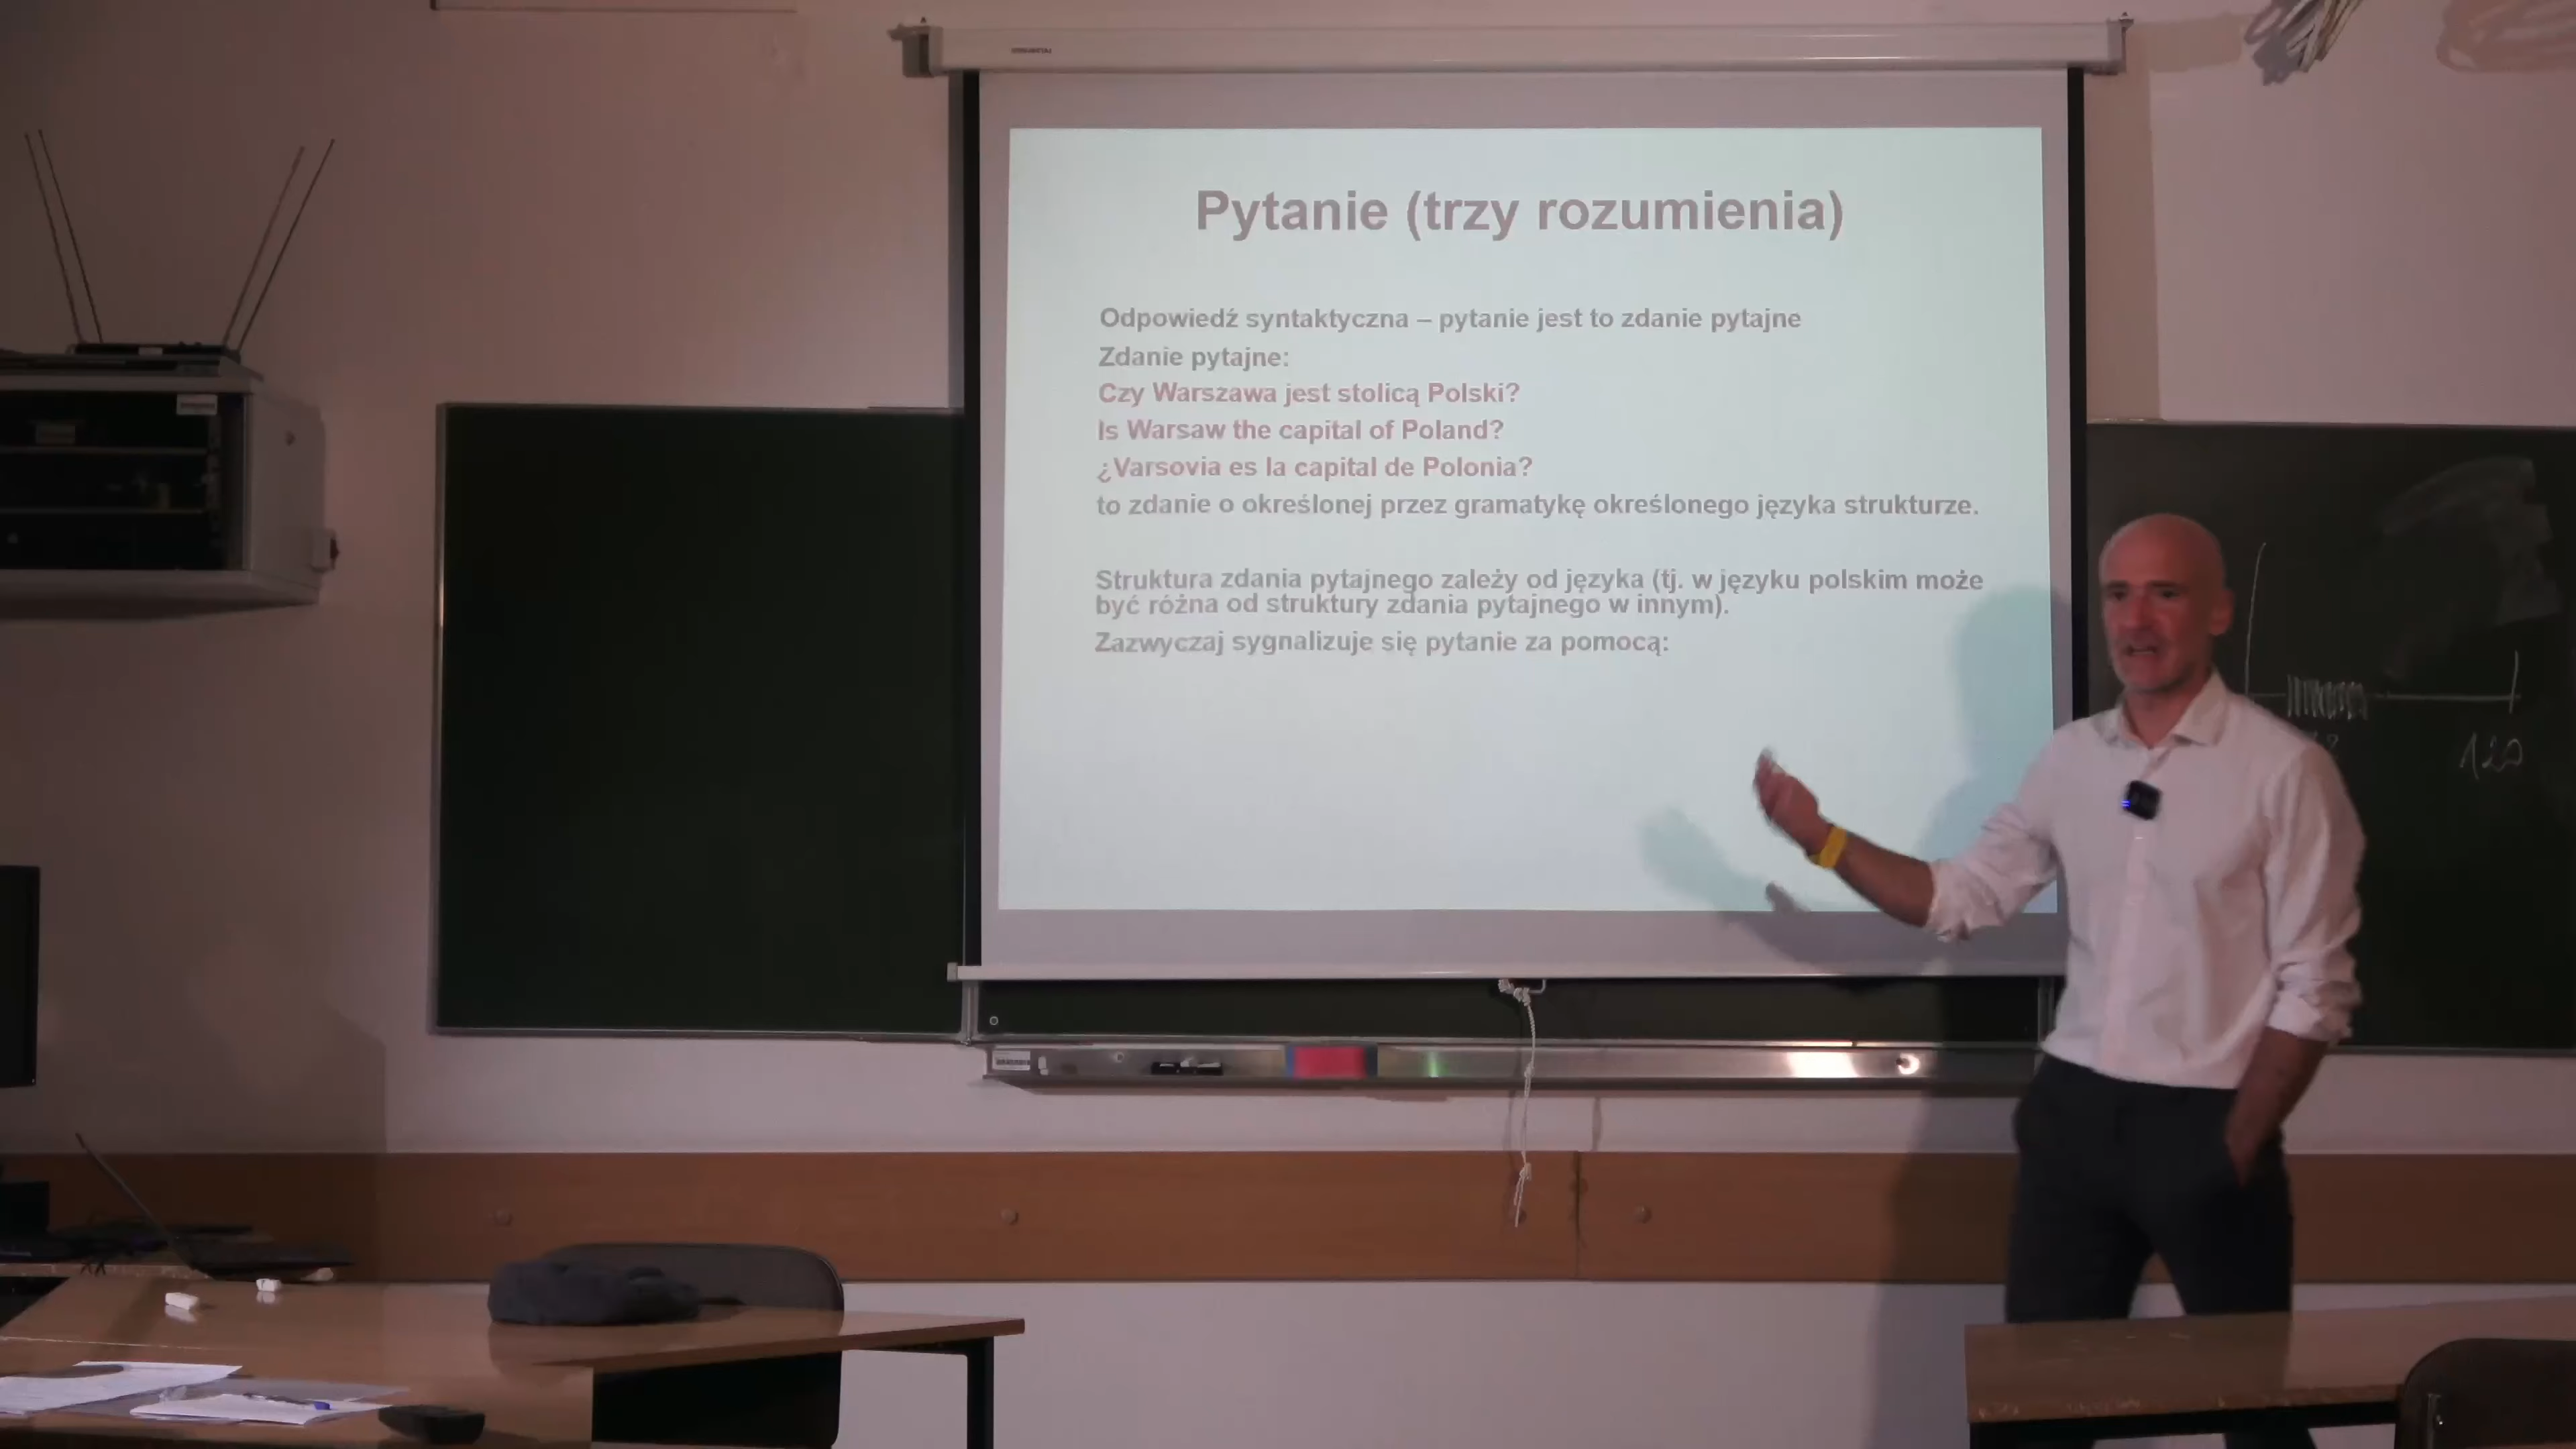 Pytanie (trzy rozumienia)
Odpowiedź syntaktyczna – pytanie jest to zdanie pytajne
Zdanie pytajne:
Czy Warszawa jest stolicą Polski?
Is Warsaw the capital of Poland?
¿Varsovia es la capital de Polonia?
to zdanie o określonej przez gramatykę określonego języka strukturze.
Struktura zdania pytajnego zależy od języka (tj. w języku polskim może
być różna od struktury zdania pytajnego w innym).
Zazwyczaj sygnalizuje się pytanie za pomocą:
120